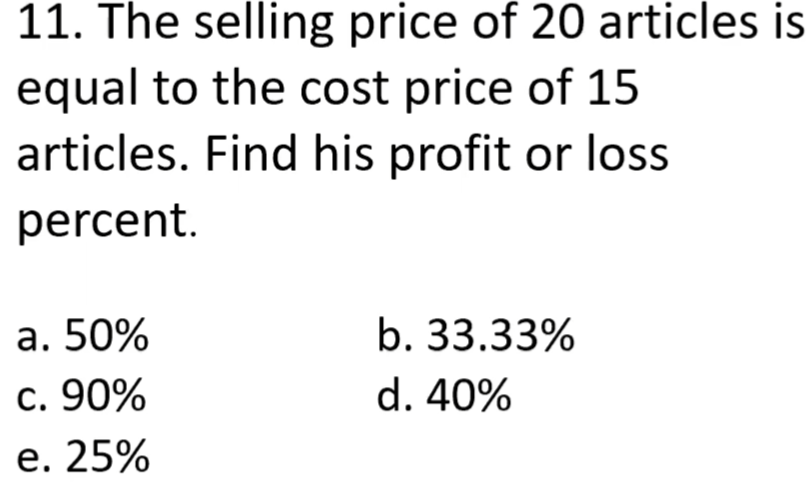 11. The selling price of 20 articles is
equal to the cost price of 15
articles. Find his profit or loss
percent.
a. 50% b. 33.33%
c. 90% d. 40%
e. 25%